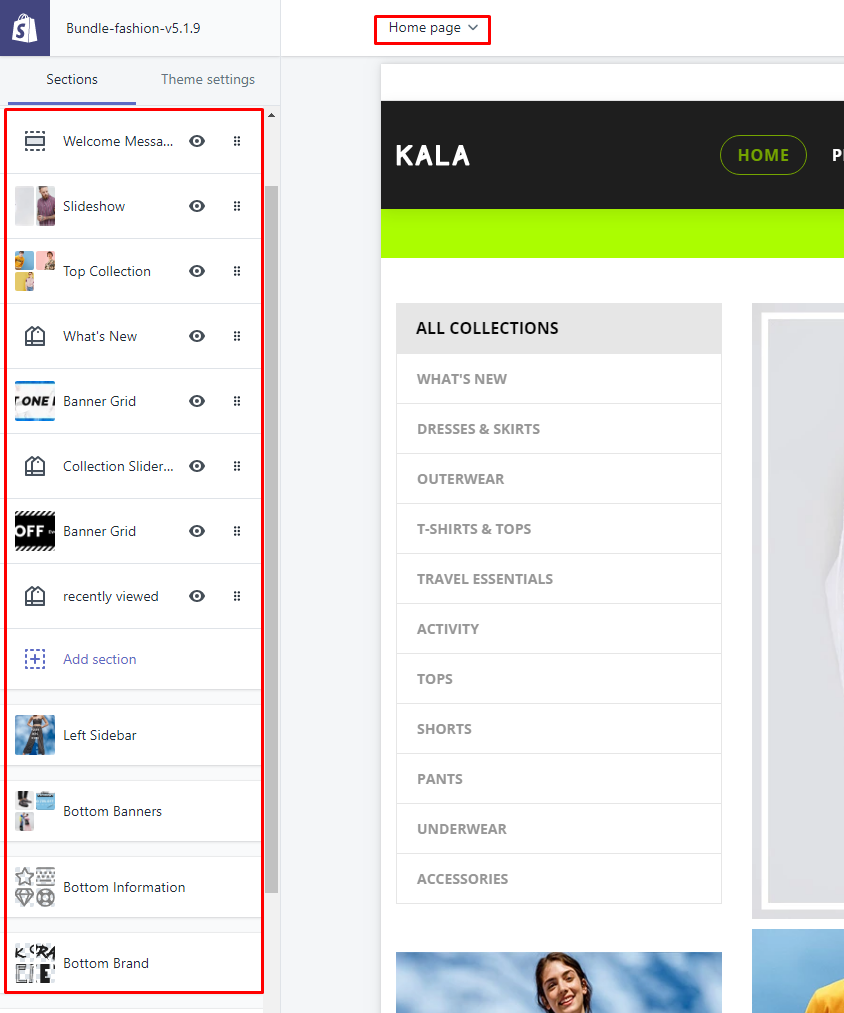 Bundle-fashion-v5.1.9
Home page
Sections
Theme settings
Welcome Messa...
Slideshow
Top Collection
What's New
Banner Grid
Collection Slider...
Banner Grid
recently viewed
Add section
Left Sidebar
Bottom Banners
Bottom Information
Bottom Brand
ONE
OFF
KALA
HOME
ALL COLLECTIONS
WHAT'S NEW
DRESSES & SKIRTS
OUTERWEAR
T-SHIRTS & TOPS
TRAVEL ESSENTIALS
ACTIVITY
TOPS
SHORTS
PANTS
UNDERWEAR
ACCESSORIES